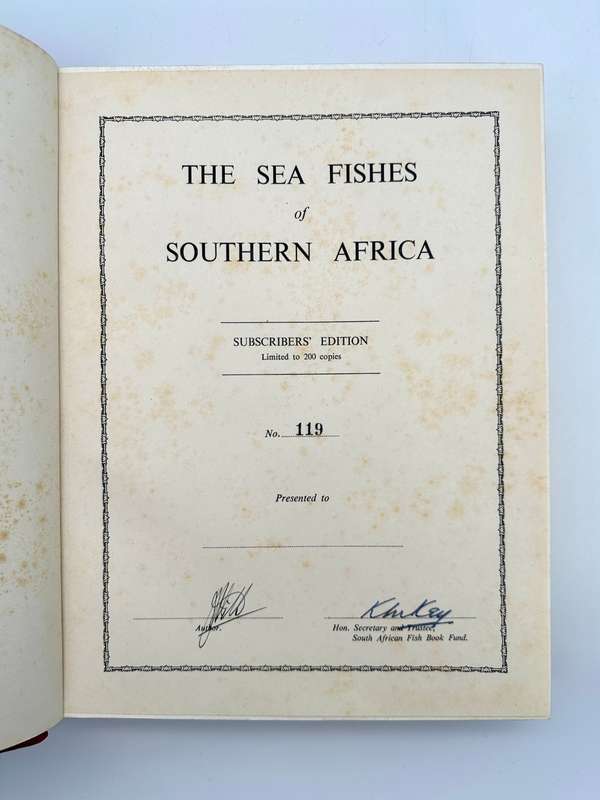 THE SEA FISHES
of
SOUTHERN AFRICA
SUBSCRIBERS' EDITION
Limited to 200 copies
No. 119
Presented to
Author.
Hon. Secretary and Trustee,
South African Fish Book Fund.